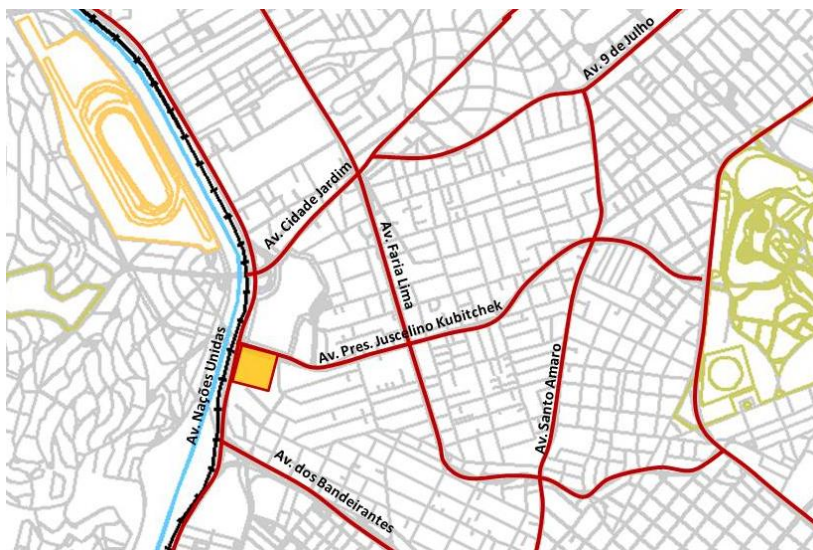 Av. 9 de Julho
Av. Cidade Jardim
Av. Faria Lima
Av. Pres. Juscelino Kubitchek
Av. Nações Unidas
Av. Santo Amaro
Av. dos Bandeirantes